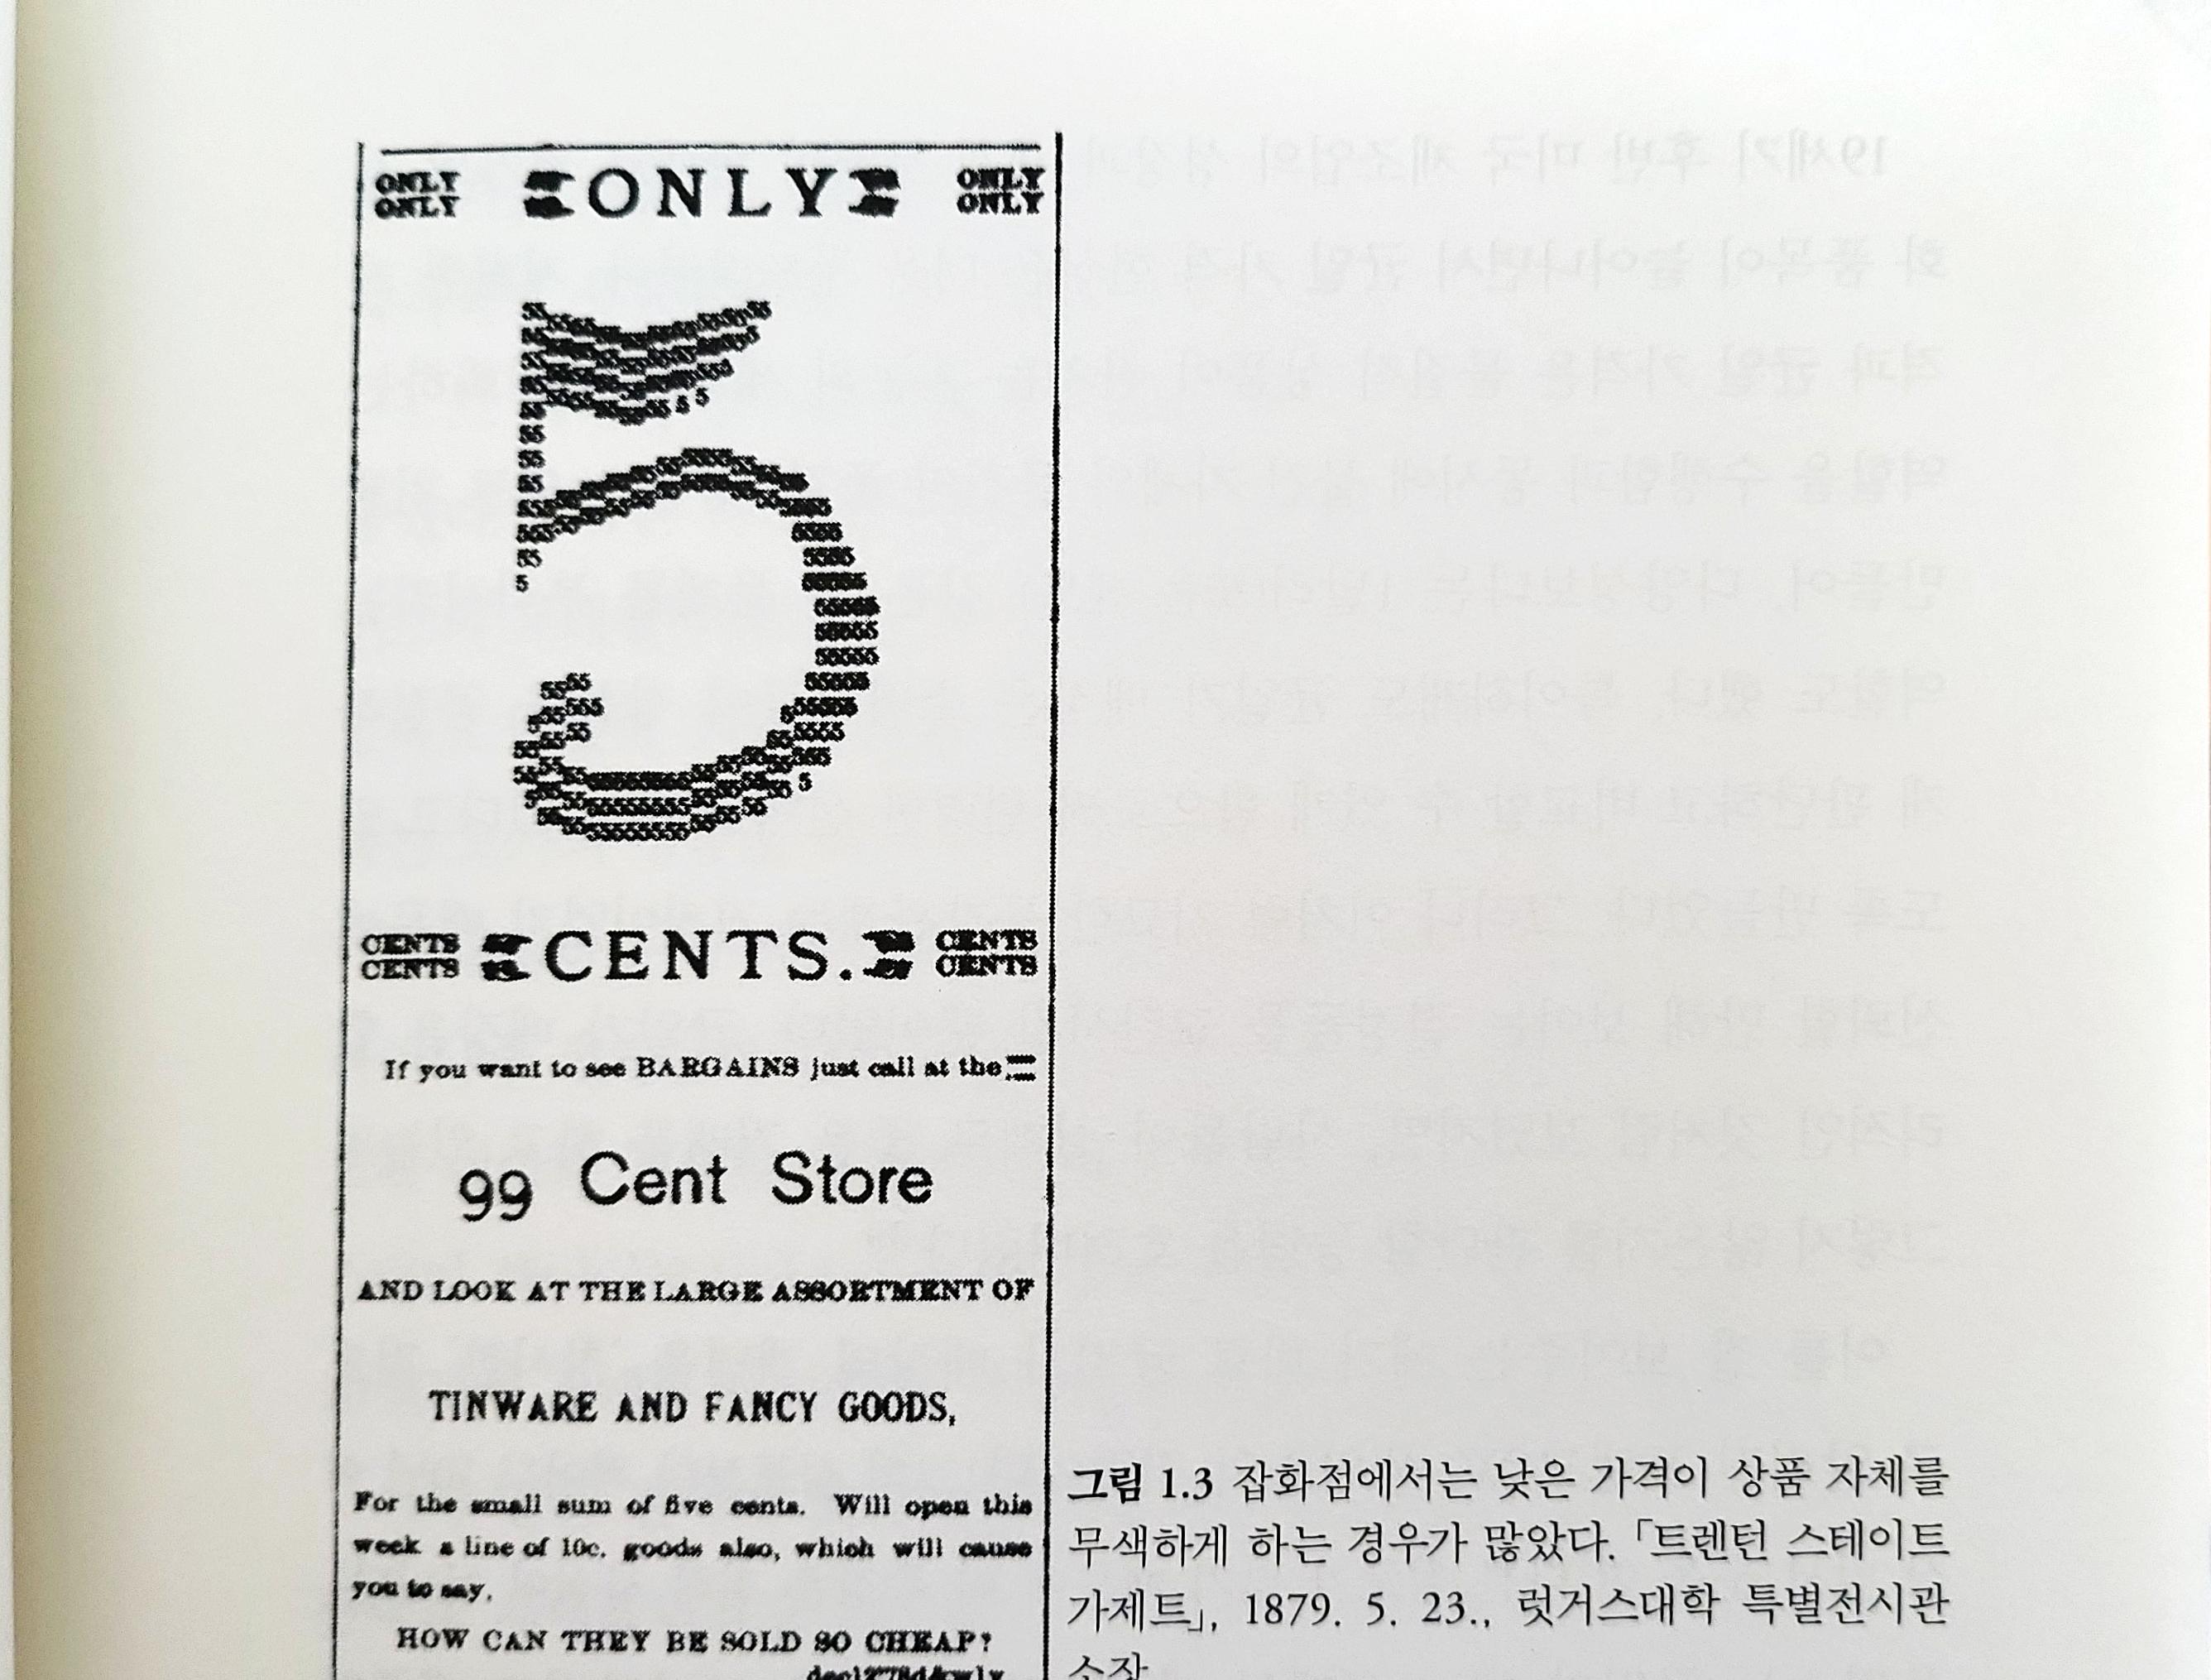 ONLY ONLY ONLY
ONLY ONLY
5
CENTS CENTS. CENTS
CENTS CENTS
If you want to see BARGAINS just call at the
99 Cent Store
AND LOOK AT THE LARGE ASSORTMENT OF
TINWARE AND FANCY GOODS,
For the small sum of five cents. Will open this
week a line of 10c. goods also, which will cause
you to say,
HOW CAN THEY BE SOLD SO CHEAP?
그림 1.3 잡화점에서는 낮은 가격이 상품 자체를
무색하게 하는 경우가 많았다. 「트렌턴 스테이트
가제트」, 1879. 5. 23., 럿거스대학 특별전시관
소장